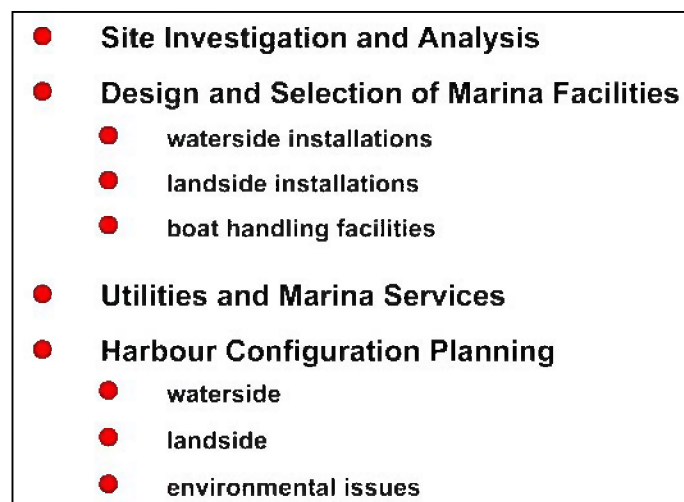 Site Investigation and Analysis
Design and Selection of Marina Facilities
waterside installations
landside installations
boat handling facilities
Utilities and Marina Services
Harbour Configuration Planning
waterside
landside
environmental issues